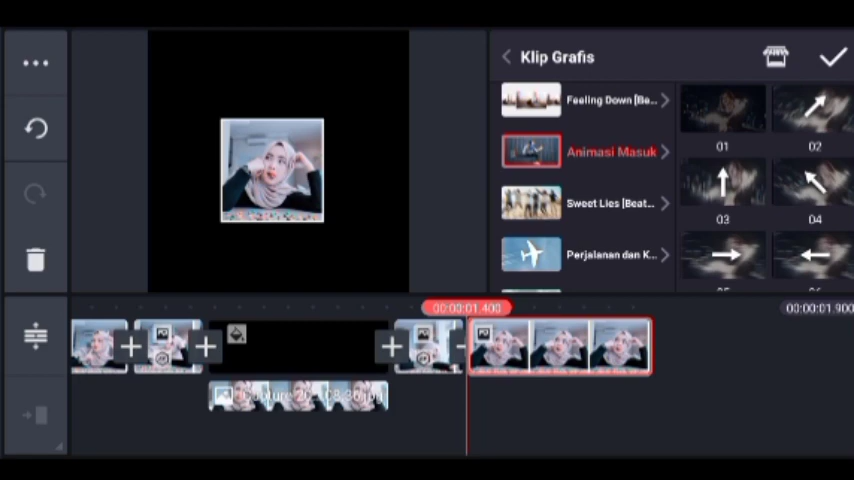 Klip Grafis
Feeling Down [Be...
Animasi Masuk
Sweet Lies [Beat...
Perjalanan dan K...
01
02
03
04
00:00:01.400
00:00:01.900